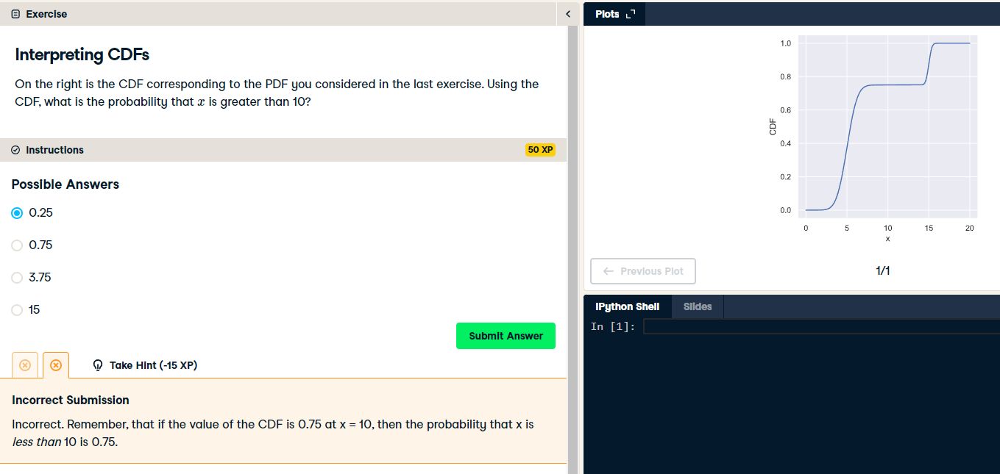 Exercise
Interpreting CDFs
On the right is the CDF corresponding to the PDF you considered in the last exercise. Using the
CDF, what is the probability that x is greater than 10?
Instructions
50 XP
Possible Answers
0.25
0.75
3.75
15
Submit Answer
Take Hint (-15 XP)
Incorrect Submission
Incorrect. Remember, that if the value of the CDF is 0.75 at x = 10, then the probability that x is
less than 10 is 0.75.
Plots
1.0
0.8
0.6
0.4
0.2
0.0
CDF
0 5 10 15 20
x
Previous Plot
1/1
IPython Shell
Slides
In [1]: